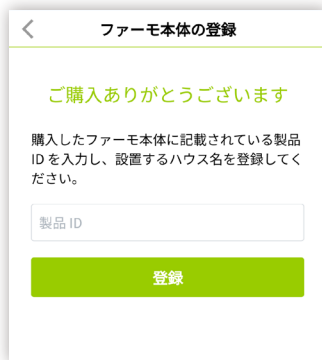 ファーモ本体の登録
ご購入ありがとうございます
購入したファーモ本体に記載されている製品
ID を入力し、設置するハウス名を登録してく
ださい。
製品 ID
登録